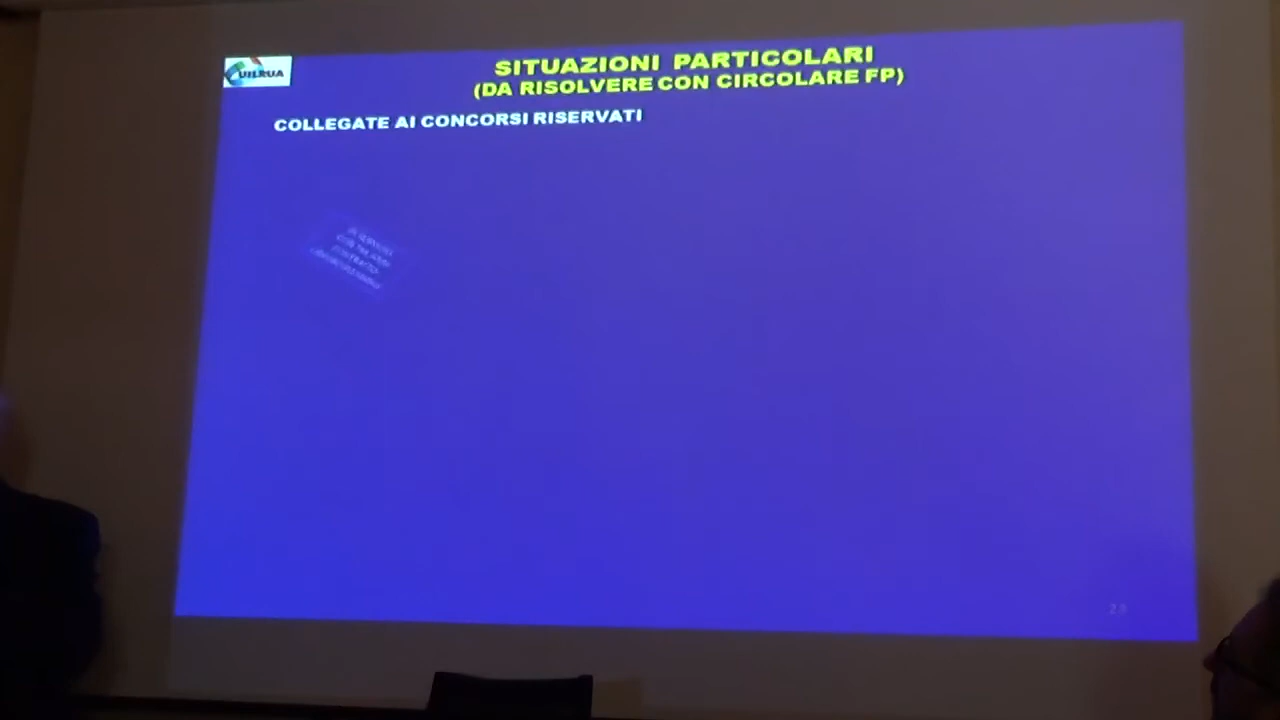 UILRUA
SITUAZIONI PARTICOLARI
(DA RISOLVERE CON CIRCOLARE FP)
COLLEGATE AI CONCORSI RISERVATI